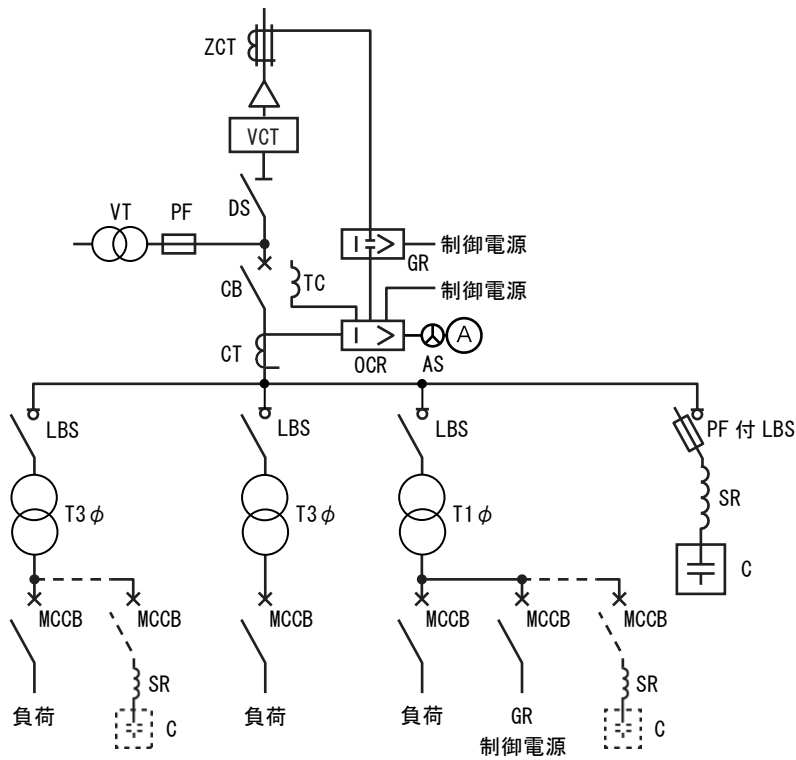 ZCT
VCT
DS
VT
PF
制御電源
GR
CB
TC
制御電源
A
CT
OCR
AS
LBS
LBS
LBS
PF 付 LBS
T3φ
T3φ
T1φ
SR
C
MCCB
MCCB
MCCB
MCCB
MCCB
MCCB
SR
SR
負荷
C
負荷
負荷
GR
制御電源
C